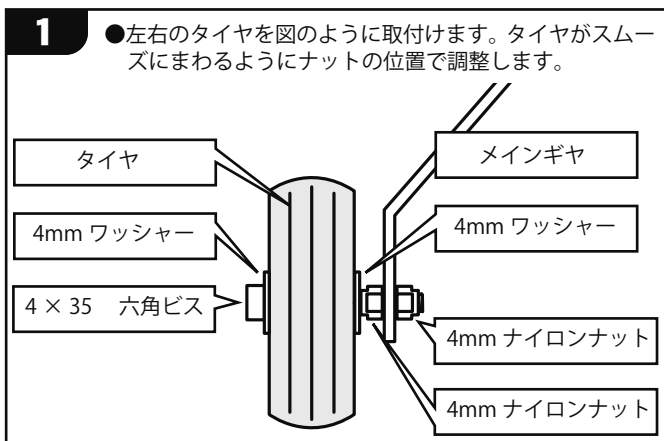 1
●左右のタイヤを図のように取付けます。タイヤがスムー
ズにまわるようにナットの位置で調整します。
タイヤ
メインギヤ
4mm ワッシャー
4mm ワッシャー
4 × 35　六角ビス
4mm ナイロンナット
4mm ナイロンナット